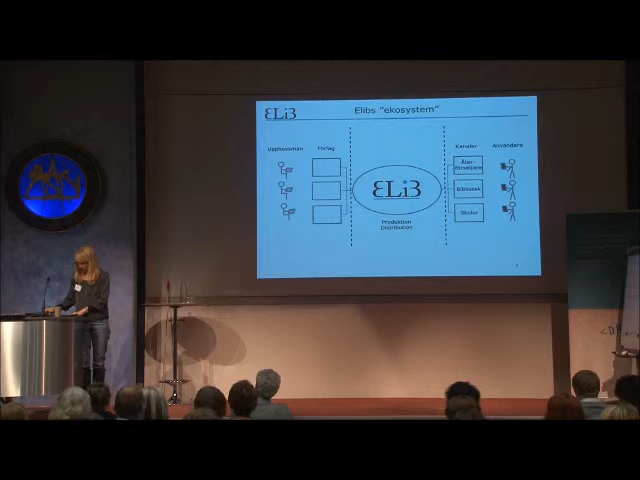 ELiB
Elibs "ekosystem"
Upphovsmän
Förlag
Kanaler
Användare
Åter-
försäljare
Bibliotek
Skolor
ELiB
Produktion
Distribution